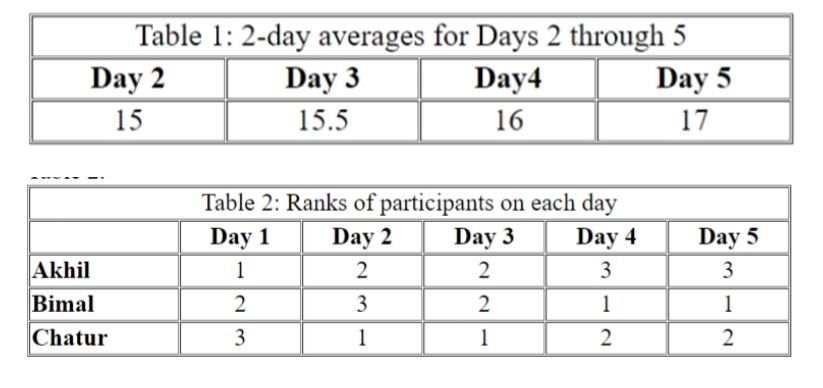 Table 1: 2-day averages for Days 2 through 5
Day 2 Day 3 Day4 Day 5
15 15.5 16 17
Table 2: Ranks of participants on each day
Day 1 Day 2 Day 3 Day 4 Day 5
Akhil 1 2 2 3 3
Bimal 2 3 2 1 1
Chatur 3 1 1 2 2